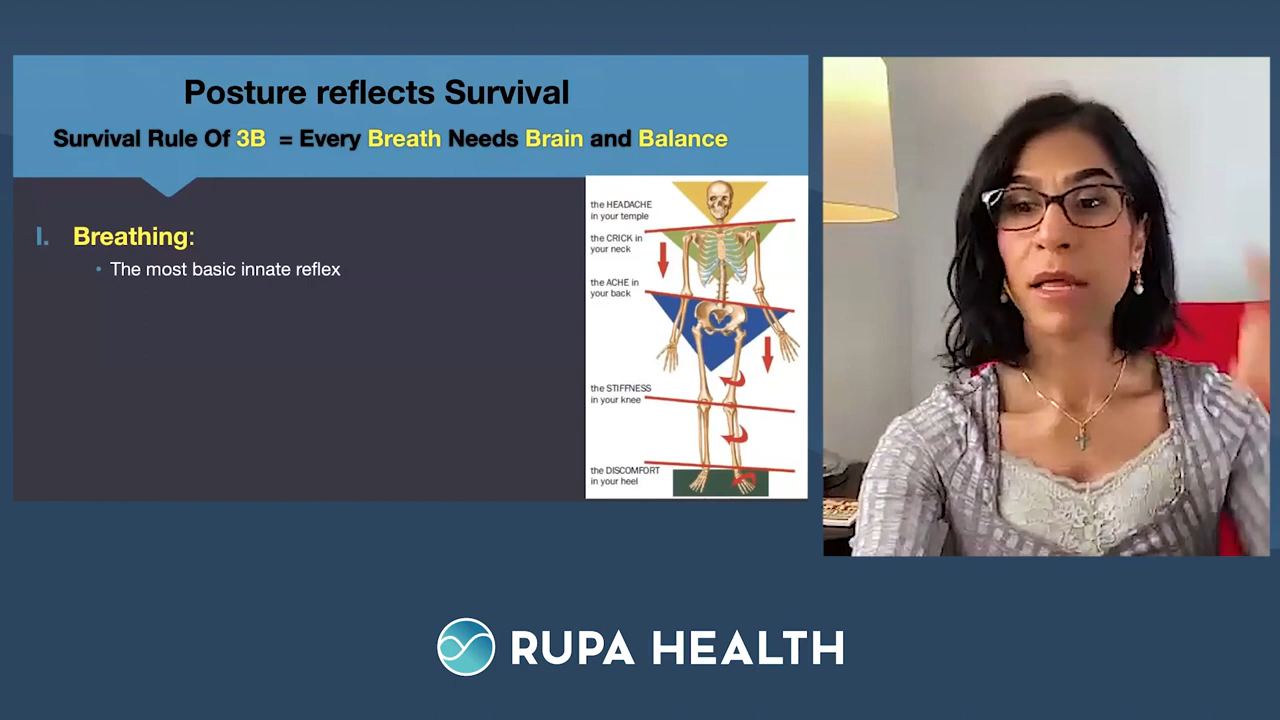 Posture reflects Survival
Survival Rule Of 3B = Every Breath Needs Brain and Balance
I. Breathing:
• The most basic innate reflex
the HEADACHE
in your temple
the CRICK in
your neck
the ACHE in
your back
the STIFFNESS
in your knee
the DISCOMFORT
in your heel
RUPA HEALTH